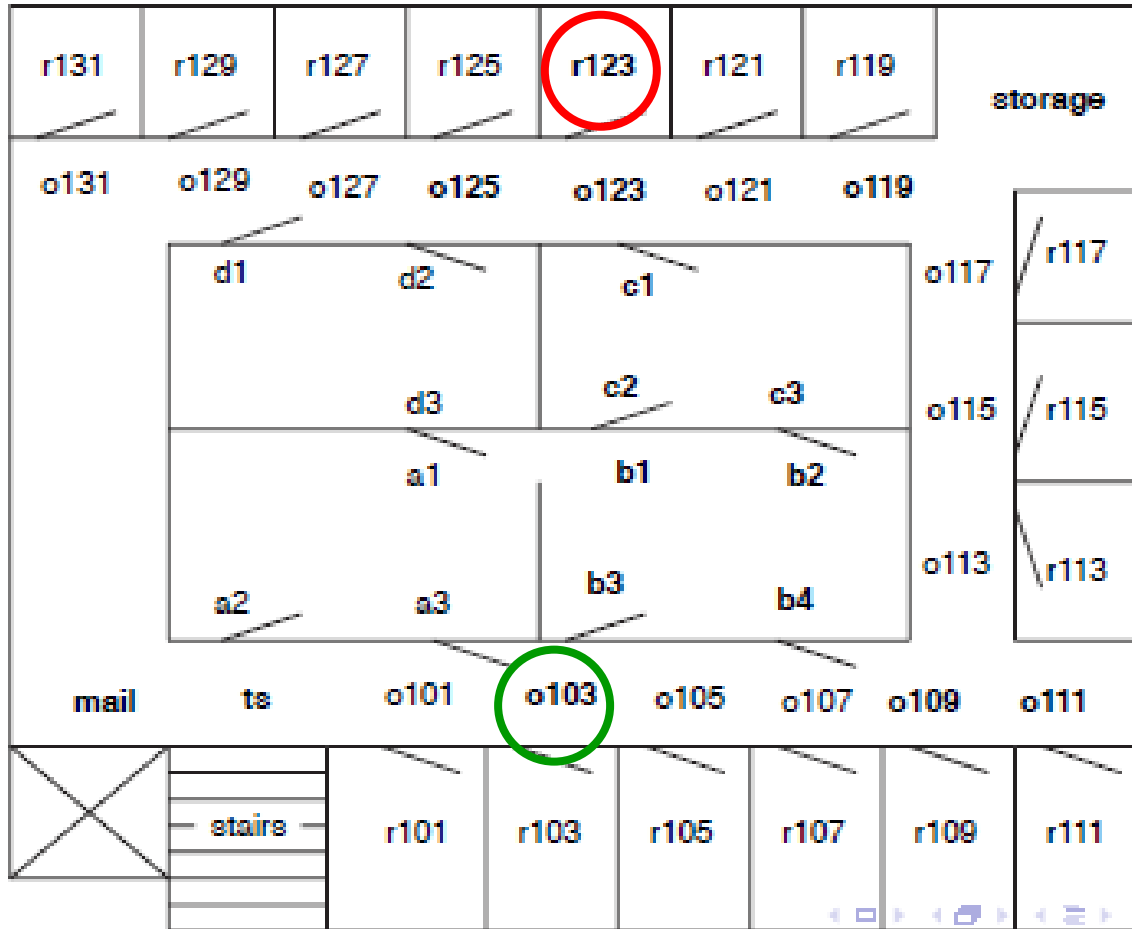 r131 r129 r127 r125 r123 r121 r119
storage
o131 o129 o127 o125 o123 o121 o119
d1 d2 c1 o117 r117
d3 c2 c3 o115 r115
a1 b1 b2
a2 a3 b3 b4 o113 r113
mail ts o101 o103 o105 o107 o109 o111
stairs r101 r103 r105 r107 r109 r111